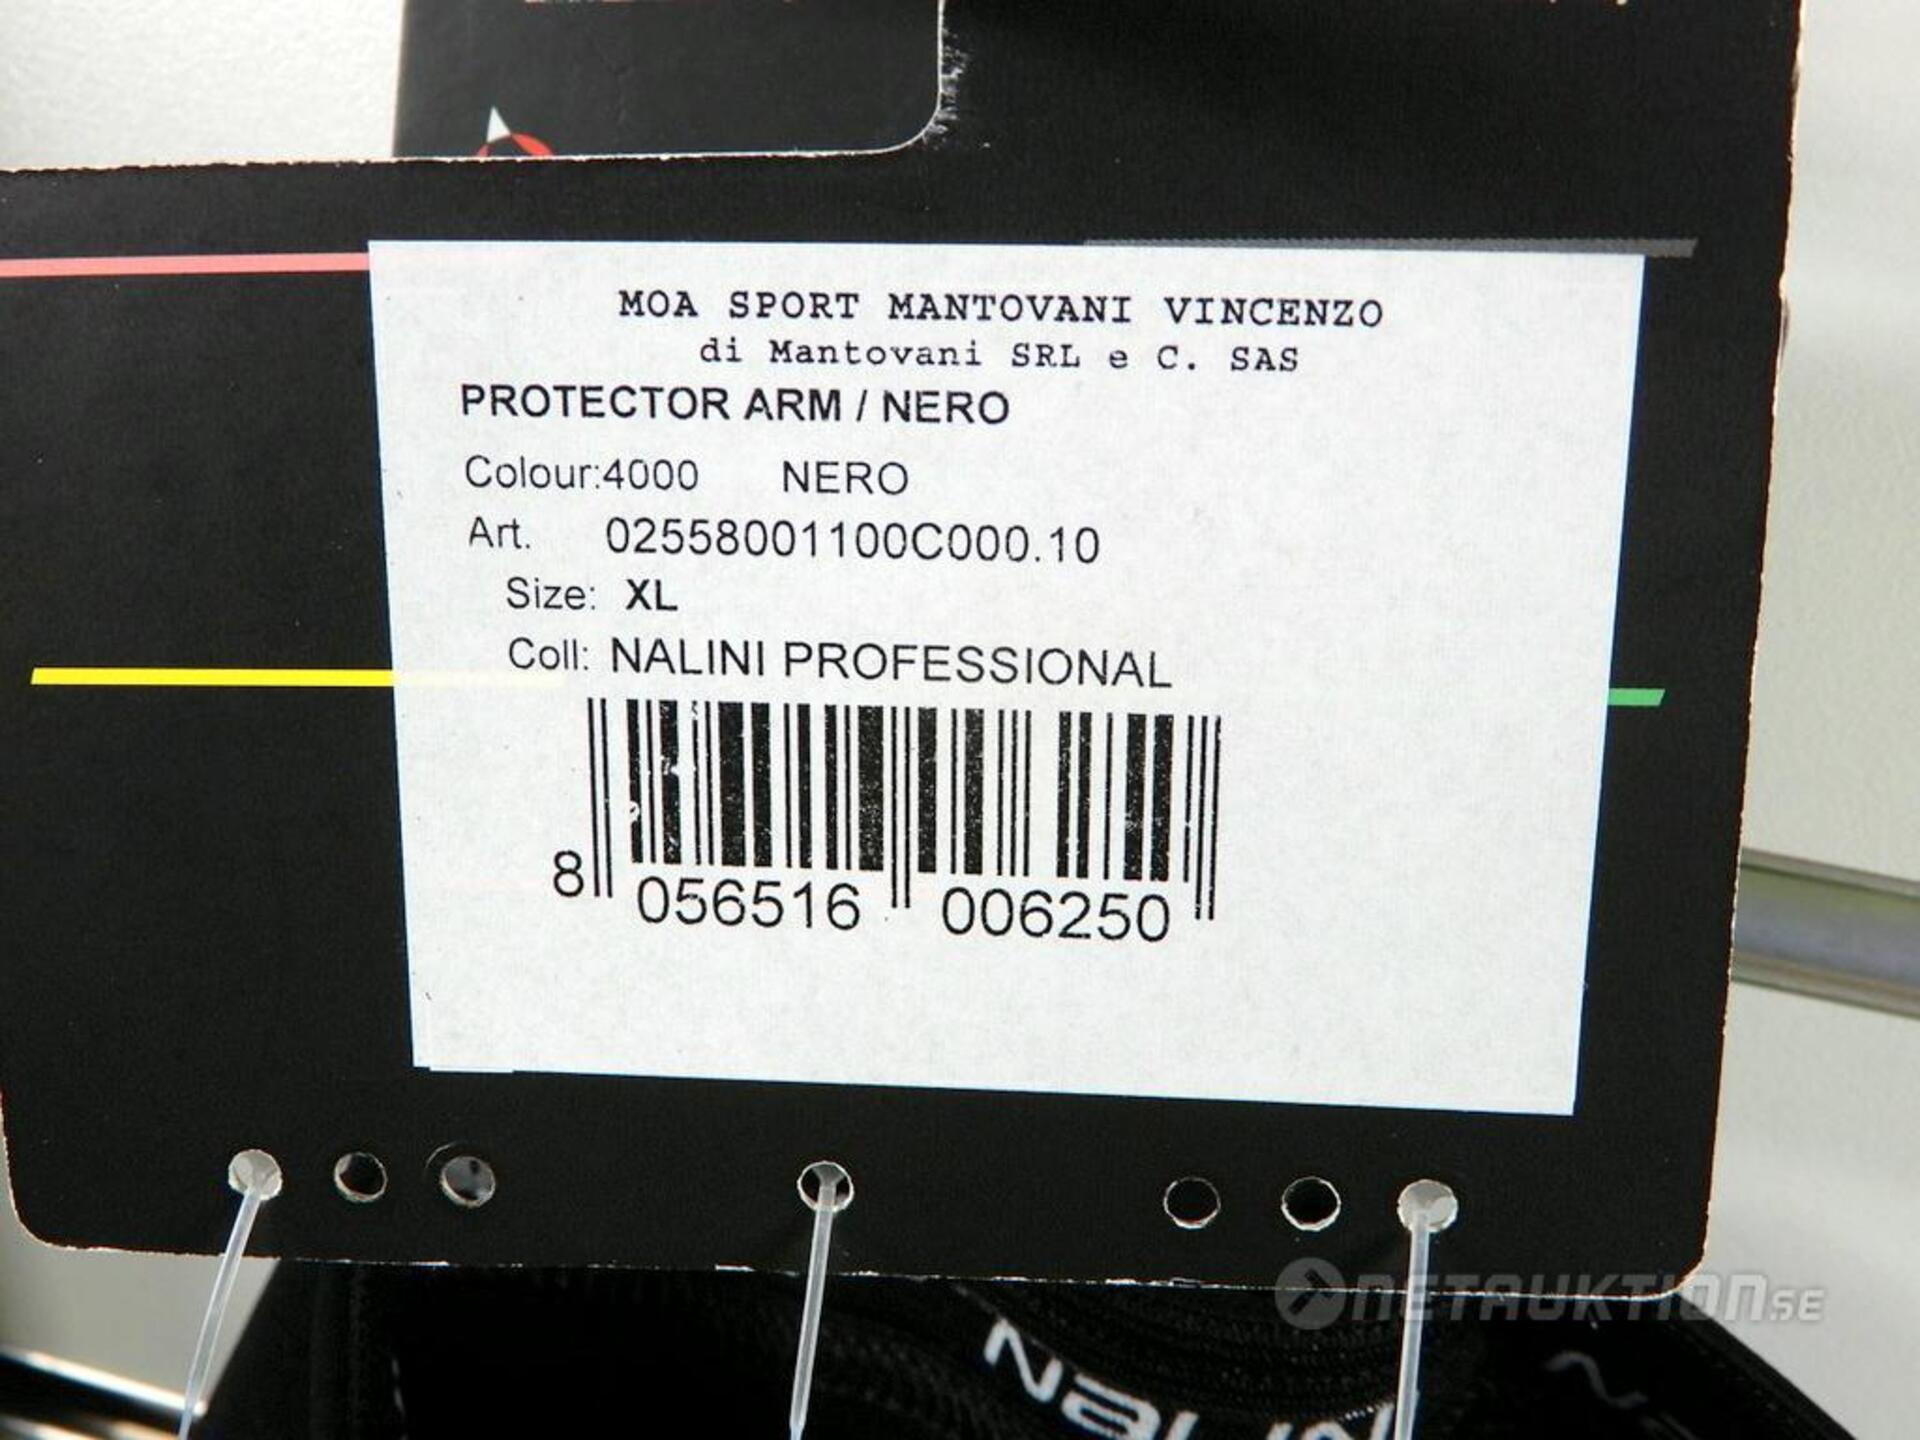 MOA SPORT MANTOVANI VINCENZO
di Mantovani SRL e C. SAS
PROTECTOR ARM / NERO
Colour:4000 NERO
Art. 02558001100C000.10
Size: XL
Coll: NALINI PROFESSIONAL
8 056516 006250
NETAUKTION.SE
NALINI